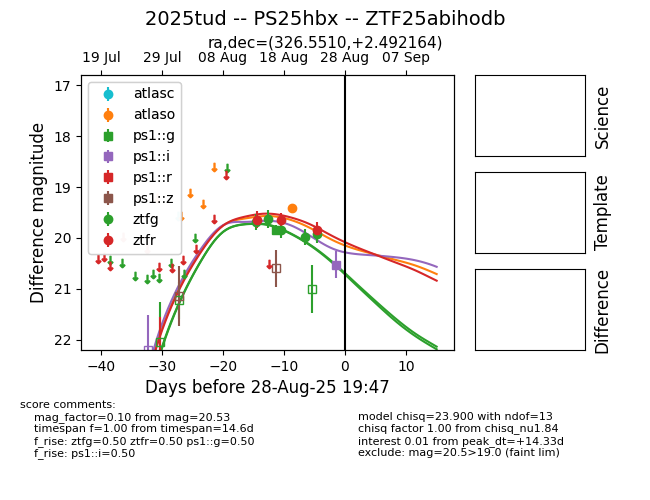 2025tud -- PS25hbx -- ZTF25abihodb
ra,dec=(326.5510,+2.492164)
19 Jul 29 Jul 08 Aug 18 Aug 28 Aug 07 Sep
17
18
19
20
21
22
Difference magnitude
atlasc
atlaso
ps1::g
ps1::i
ps1::r
ps1::z
ztfg
ztfr
−40 −30 −20 −10 0 10
Days before 28-Aug-25 19:47
Science
Template
Difference
score comments:
mag_factor=0.10 from mag=20.53
timespan f=1.00 from timespan=14.6d
f_rise: ztfg=0.50 ztfr=0.50 ps1::g=0.50
f_rise: ps1::i=0.50
model chisq=23.900 with ndof=13
chisq factor 1.00 from chisq_nu1.84
interest 0.01 from peak_dt=+14.33d
exclude: mag=20.5>19.0 (faint lim)